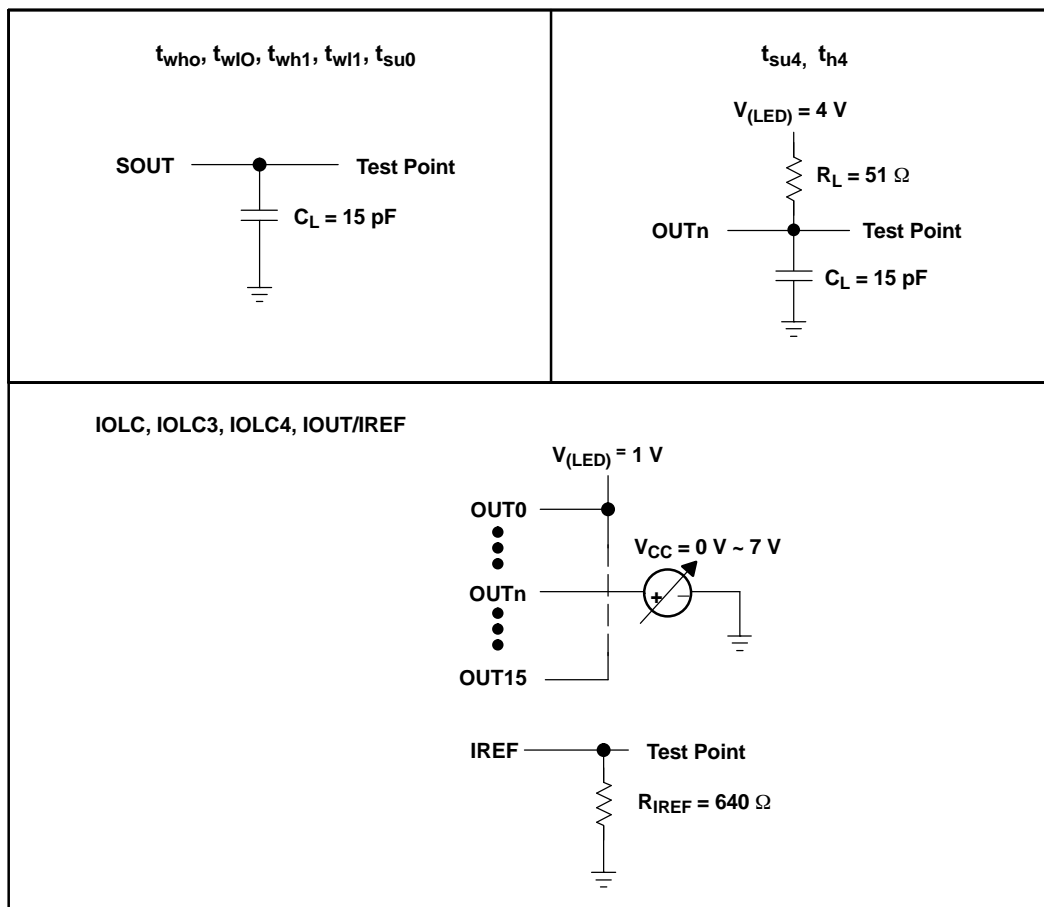 twho, twlO, twh1, twl1, tsu0
SOUT
Test Point
CL = 15 pF
tsu4, th4
V(LED) = 4 V
RL = 51 Ω
OUTn
Test Point
CL = 15 pF
IOLC, IOLC3, IOLC4, IOUT/IREF
V(LED) = 1 V
OUT0
VCC = 0 V ~ 7 V
OUTn
+ −
OUT15
IREF
Test Point
RIREF = 640 Ω